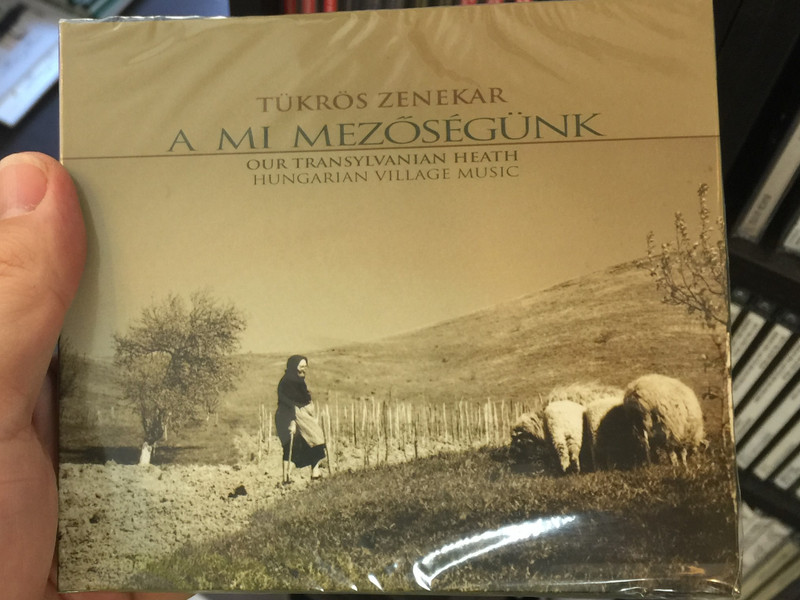 TÜKRÖS ZENEKAR
A MI MEZŐSÉGÜNK
OUR TRANSYLVANIAN HEATH
HUNGARIAN VILLAGE MUSIC